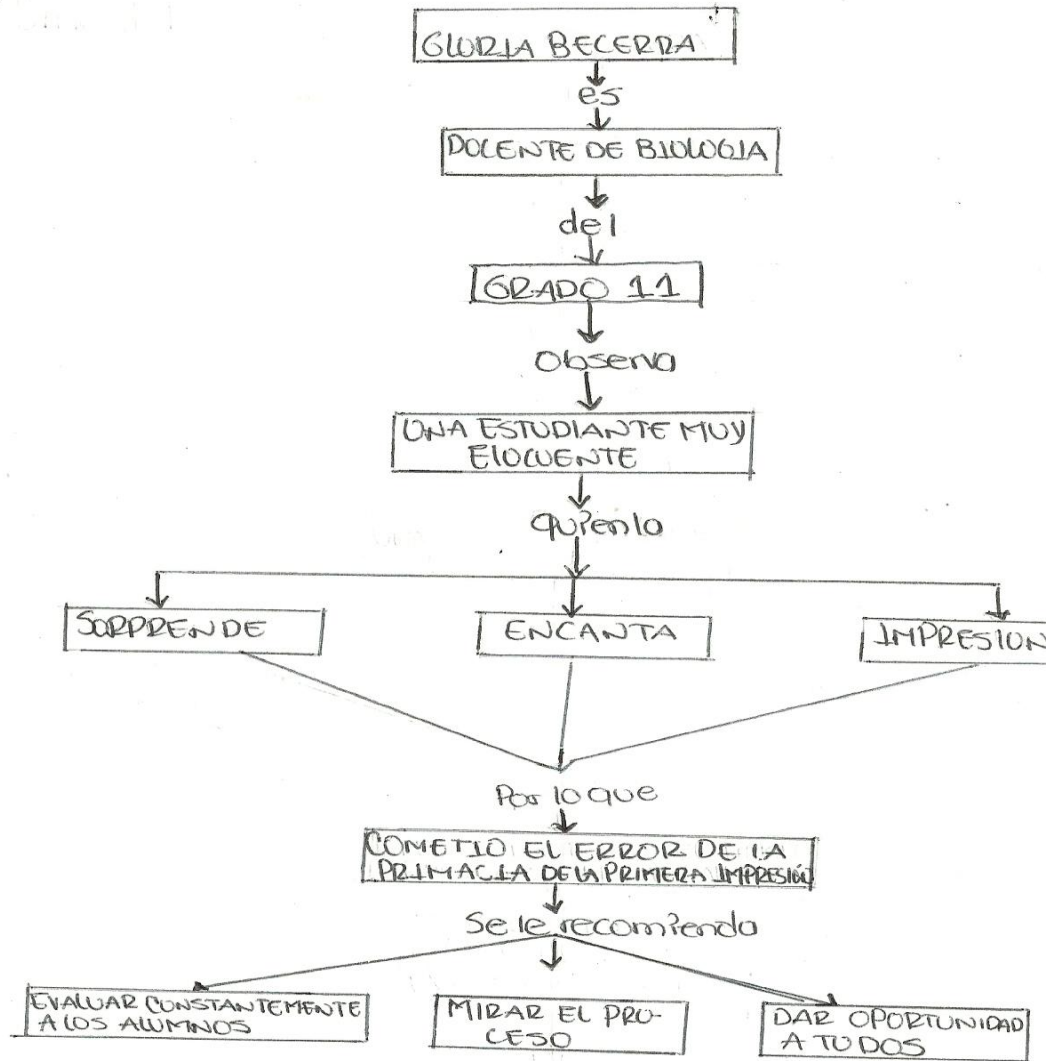 GLORIA BECERRA
es
DOCENTE DE BIOLOGIA
del
GRADO 11
Observa
UNA ESTUDIANTE MUY
ElOCUENTE
Quien la
SORPRENDE
ENCANTA
IMPRESION
Por lo que
COMETIO EL ERROR DE LA
PRIMACIA DE LA PRIMERA IMPRESIÓN
Se le recomienda
EVALUAR CONSTANTEMENTE
A LOS ALUMNOS
MIRAR EL PRO-
CESO
DAR OPORTUNIDAD
A TODOS